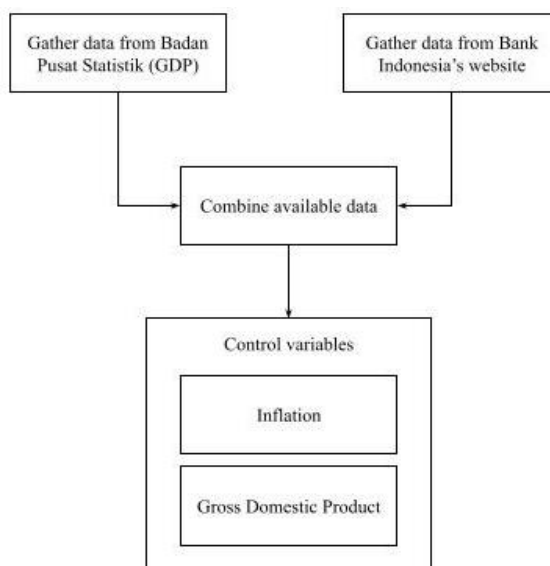 Gather data from Badan
Pusat Statistik (GDP)
Gather data from Bank
Indonesia's website
Combine available data
Control variables
Inflation
Gross Domestic Product